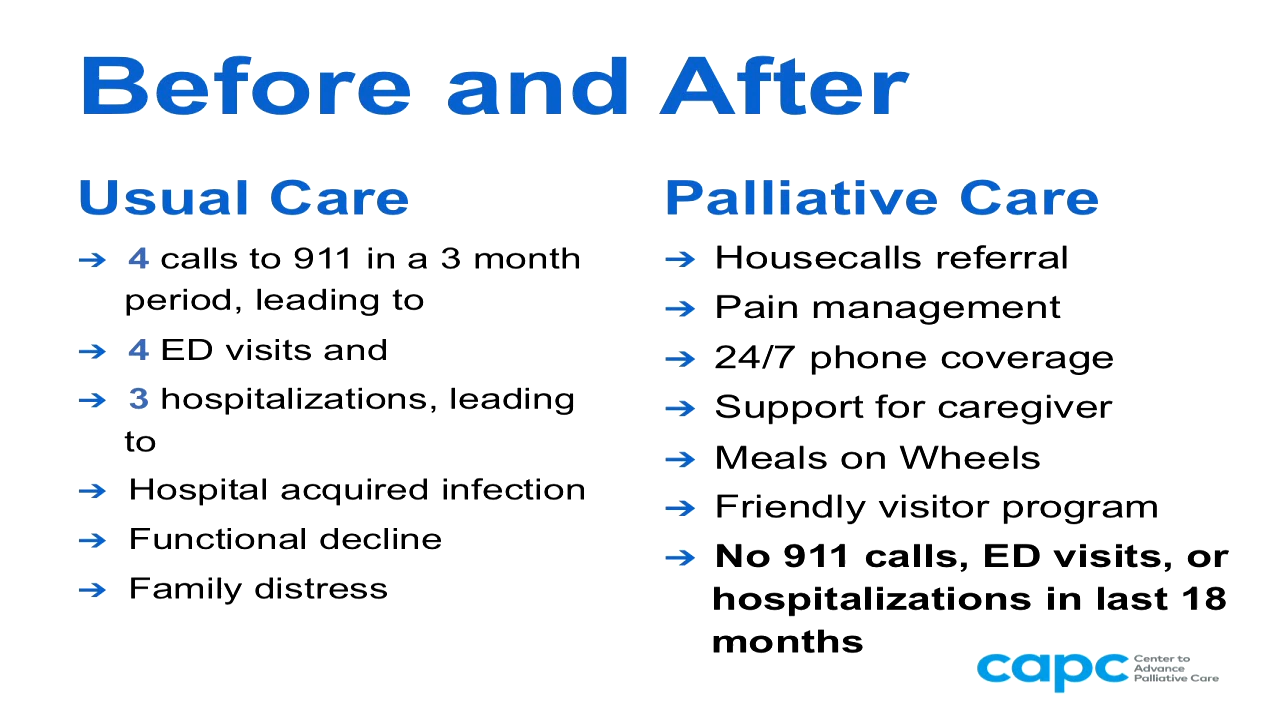 Before and After
Usual Care
➔ 4 calls to 911 in a 3 month
period, leading to
➔ 4 ED visits and
➔ 3 hospitalizations, leading
to
➔ Hospital acquired infection
➔ Functional decline
➔ Family distress
Palliative Care
➔ Housecalls referral
➔ Pain management
➔ 24/7 phone coverage
➔ Support for caregiver
➔ Meals on Wheels
➔ Friendly visitor program
➔ No 911 calls, ED visits, or
hospitalizations in last 18
months
capc
Center to
Advance
Palliative Care